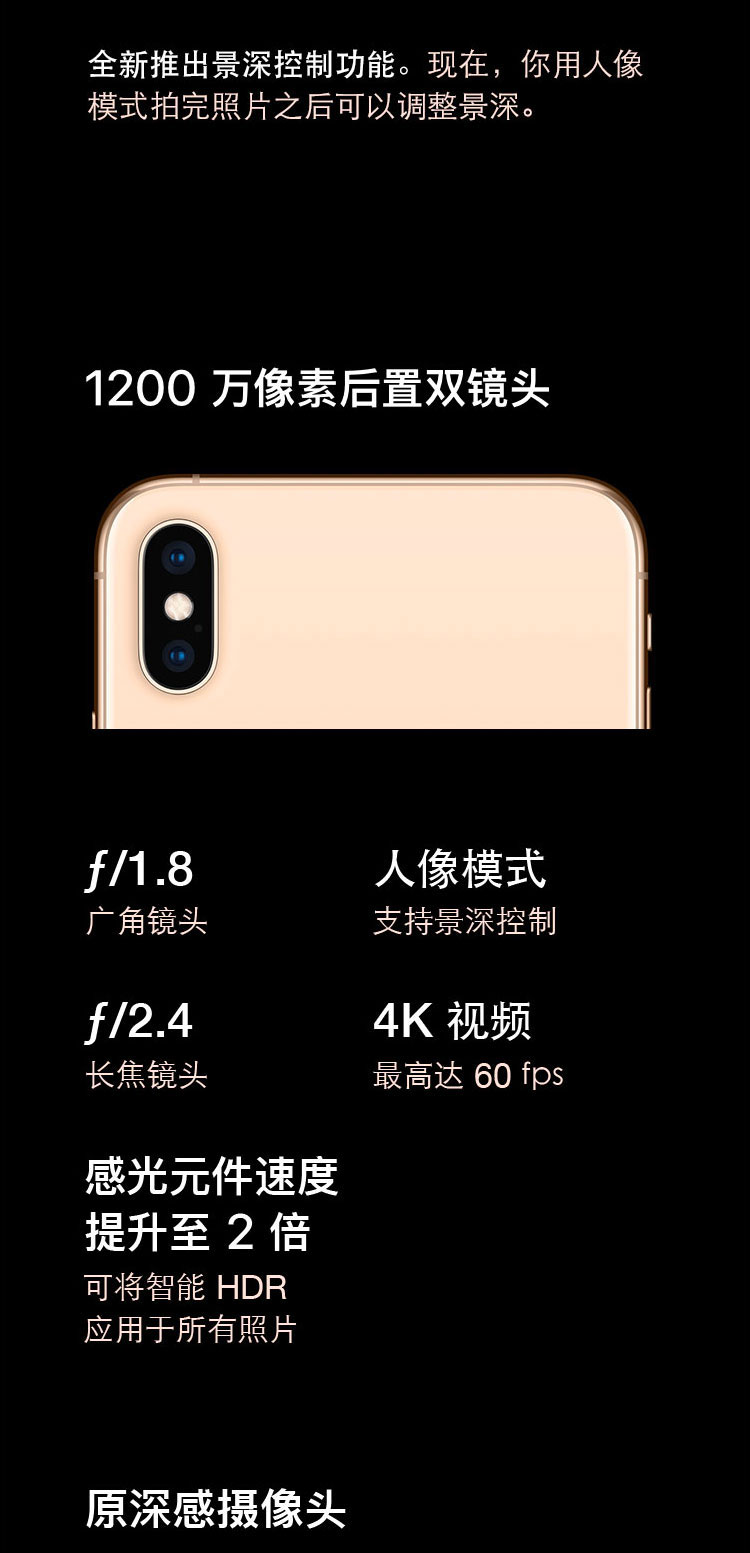 全新推出景深控制功能。现在，你用人像
模式拍完照片之后可以调整景深。
1200 万像素后置双镜头
ƒ/1.8
广角镜头
人像模式
支持景深控制
ƒ/2.4
长焦镜头
4K 视频
最高达 60 fps
感光元件速度
提升至 2 倍
可将智能 HDR
应用于所有照片
原深感摄像头